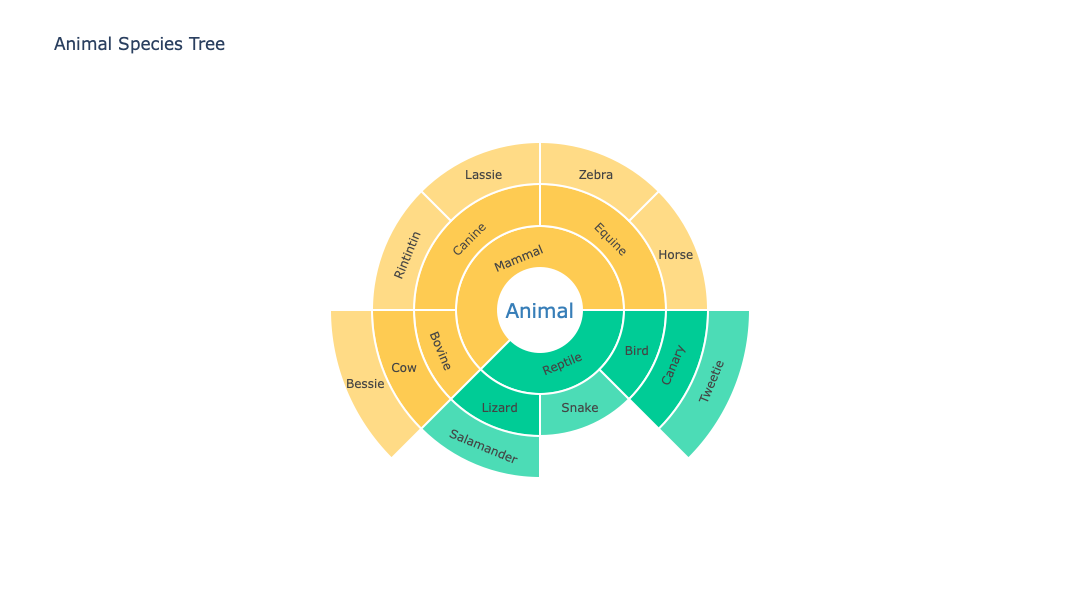 Animal Species Tree
Lassie
Zebra
Rintintin
Canine
Equine
Horse
Mammal
Animal
Bessie
Cow
Bovine
Reptile
Bird
Canary
Tweetie
Lizard
Snake
Salamander